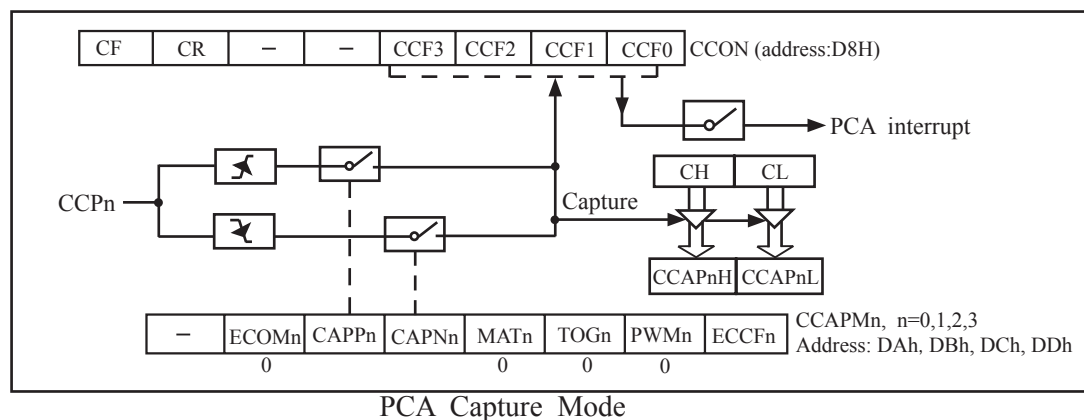 CF CR – – CCF3 CCF2 CCF1 CCF0 CCON (address:D8H)
PCA interrupt
CH CL
CCPn
Capture
CCAPnH CCAPnL
– ECOMn CAPPn CAPNn MATn TOGn PWMn ECCFn
CCAPMn, n=0,1,2,3
Address: DAh, DBh, DCh, DDh
0 0 0 0
PCA Capture Mode